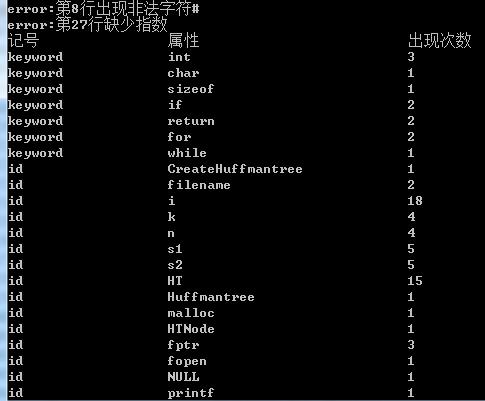 error:第8行出现非法字符#
error:第27行缺少指数
记号 属性 出现次数
keyword int 3
keyword char 1
keyword sizeof 1
keyword if 2
keyword return 2
keyword for 2
keyword while 1
id CreateHuffmantree 1
id filename 2
id i 18
id k 4
id n 4
id s1 5
id s2 5
id HT 15
id Huffmantree 1
id malloc 1
id HTNode 1
id fptr 3
id fopen 1
id NULL 1
id printf 1